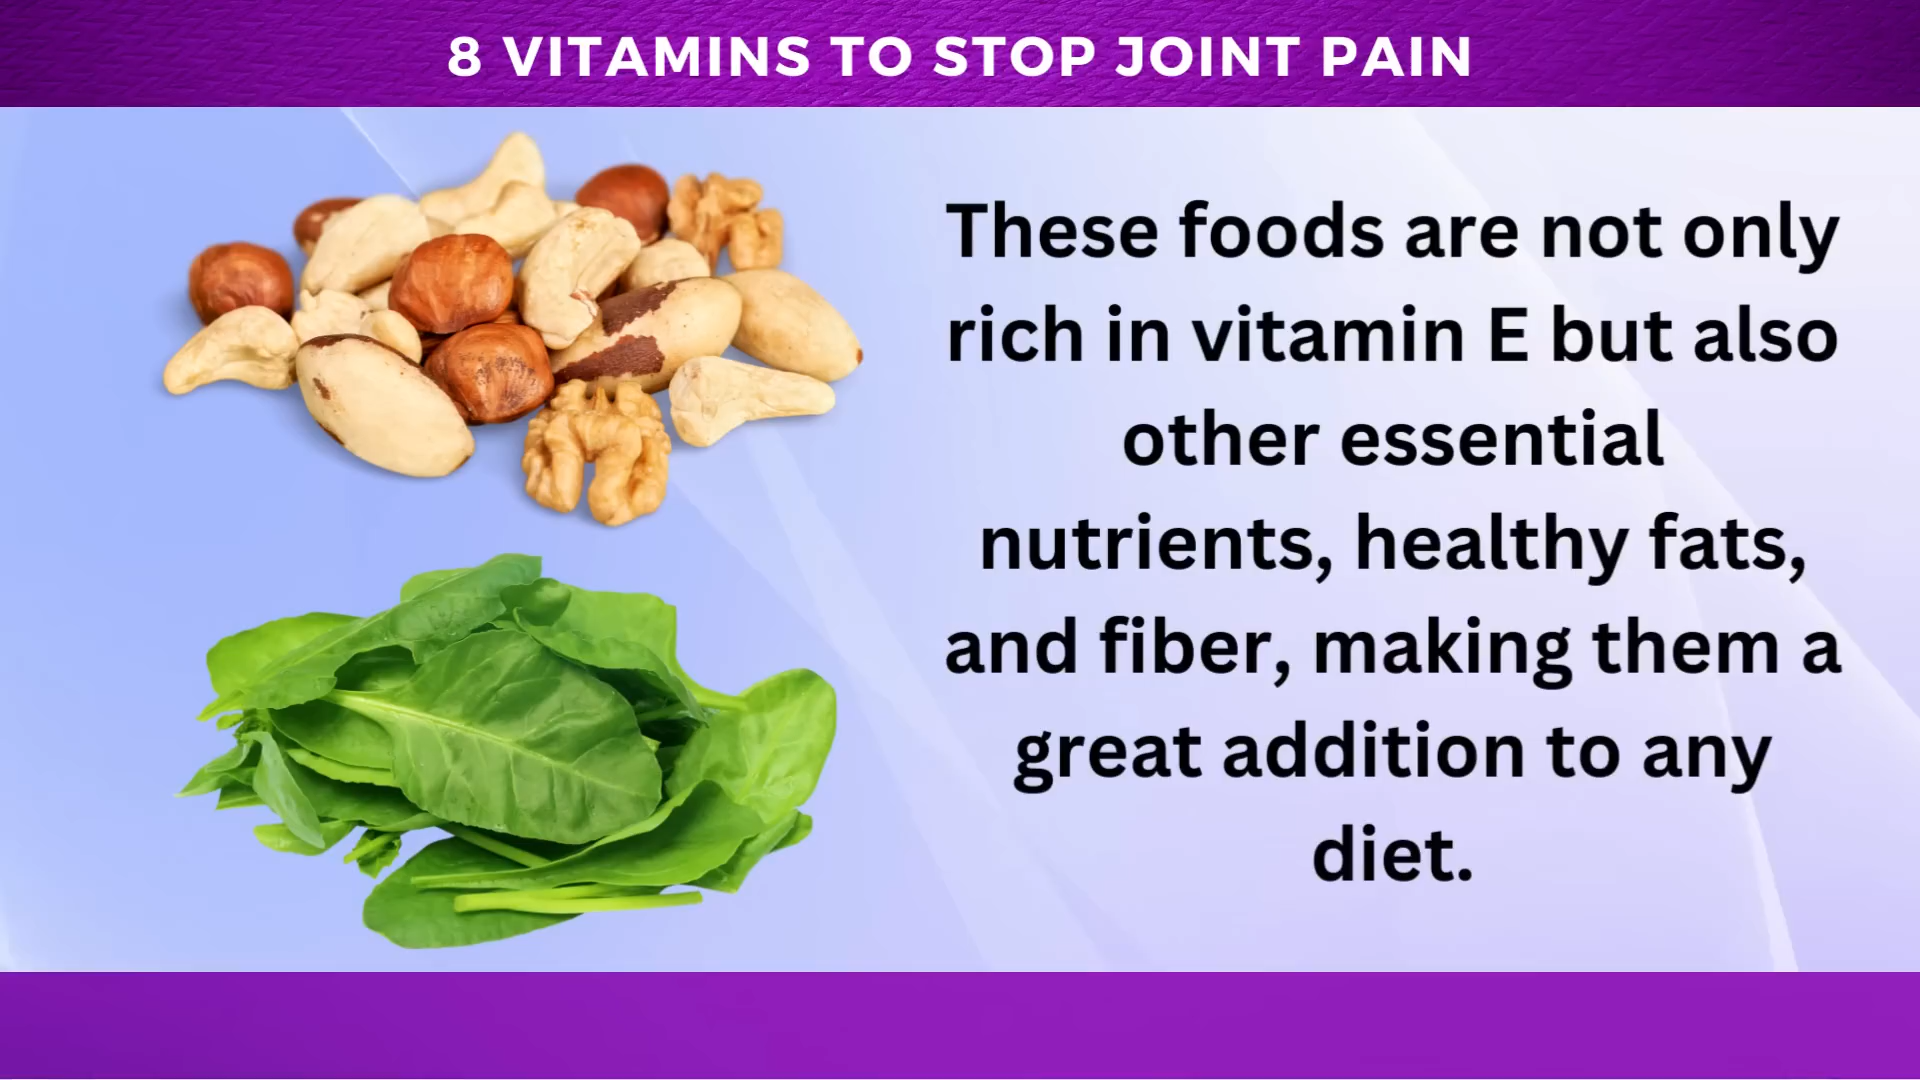 8 VITAMINS TO STOP JOINT PAIN
These foods are not only
rich in vitamin E but also
other essential
nutrients, healthy fats,
and fiber, making them a
great addition to any
diet.